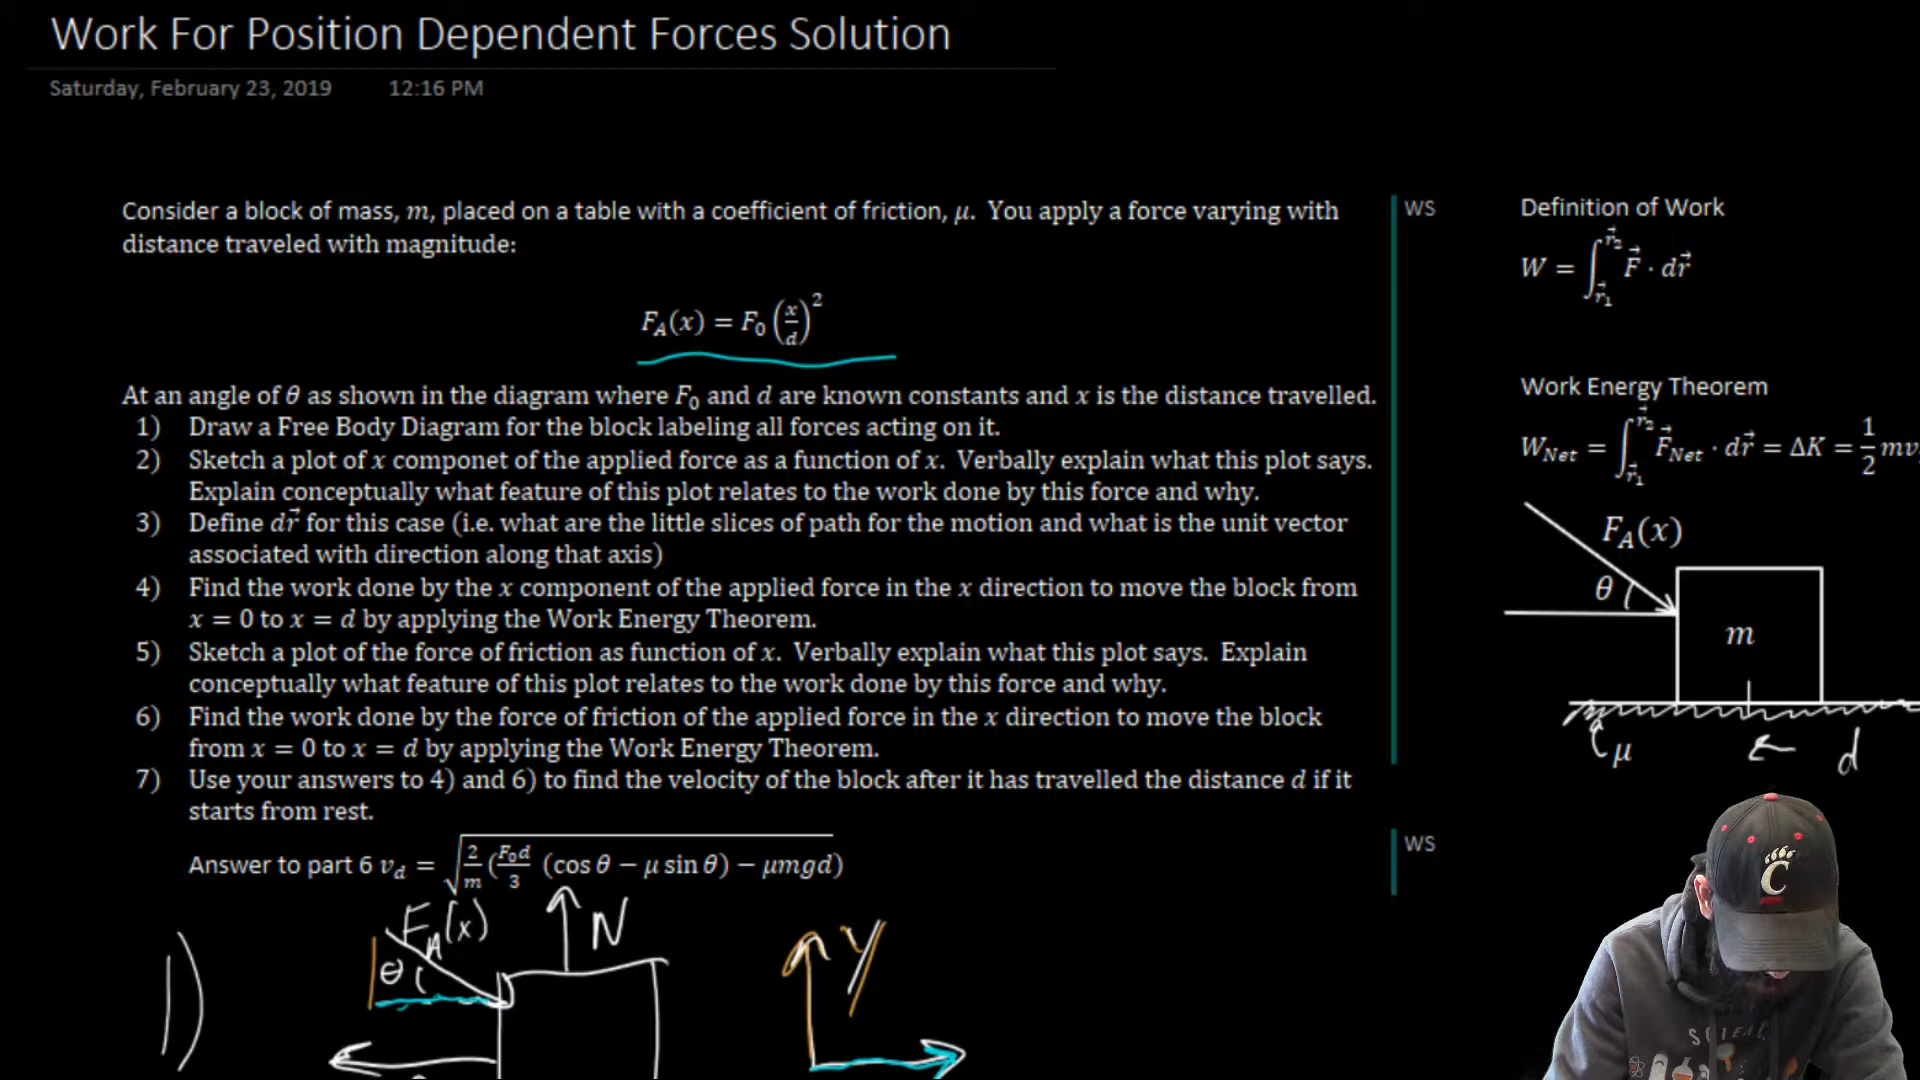 Work For Position Dependent Forces Solution
Saturday, February 23, 2019 12:16 PM
Consider a block of mass, m, placed on a table with a coefficient of friction, μ. You apply a force varying with
distance traveled with magnitude:
F_A(x) = F_0 (x/d)^2
At an angle of θ as shown in the diagram where F_0 and d are known constants and x is the distance travelled.
1) Draw a Free Body Diagram for the block labeling all forces acting on it.
2) Sketch a plot of x componet of the applied force as a function of x. Verbally explain what this plot says.
Explain conceptually what feature of this plot relates to the work done by this force and why.
3) Define dr⃗ for this case (i.e. what are the little slices of path for the motion and what is the unit vector
associated with direction along that axis)
4) Find the work done by the x component of the applied force in the x direction to move the block from
x = 0 to x = d by applying the Work Energy Theorem.
5) Sketch a plot of the force of friction as function of x. Verbally explain what this plot says. Explain
conceptually what feature of this plot relates to the work done by this force and why.
6) Find the work done by the force of friction of the applied force in the x direction to move the block
from x = 0 to x = d by applying the Work Energy Theorem.
7) Use your answers to 4) and 6) to find the velocity of the block after it has travelled the distance d if it
starts from rest.
Answer to part 6 v_d = √(2/m (F_0d/3 (cos θ − μ sin θ) − μmgd)
WS
WS
Definition of Work
W = ∫_{r⃗_1}^{r⃗_2} F⃗ · dr⃗
Work Energy Theorem
W_Net = ∫_{r⃗_1}^{r⃗_2} F⃗_Net · dr⃗ = ΔK = 1/2 mv
F_A(x)
θ
m
μ
d
1)
F_A(x)
θ
N
y
C
SCIENC